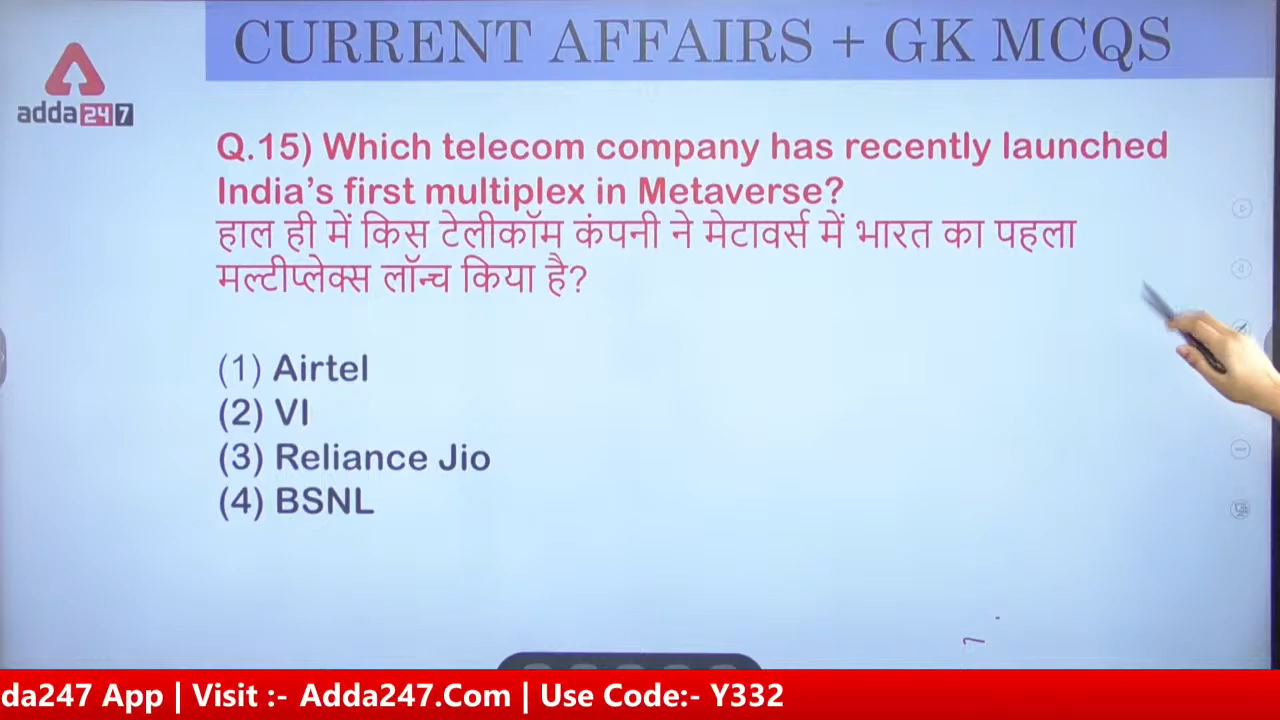 CURRENT AFFAIRS + GK MCQS
adda247
Q.15) Which telecom company has recently launched
India's first multiplex in Metaverse?
हाल ही में किस टेलीकॉम कंपनी ने मेटावर्स में भारत का पहला
मल्टीप्लेक्स लॉन्च किया है?
(1) Airtel
(2) VI
(3) Reliance Jio
(4) BSNL
da247 App | Visit :- Adda247.Com | Use Code:- Y332